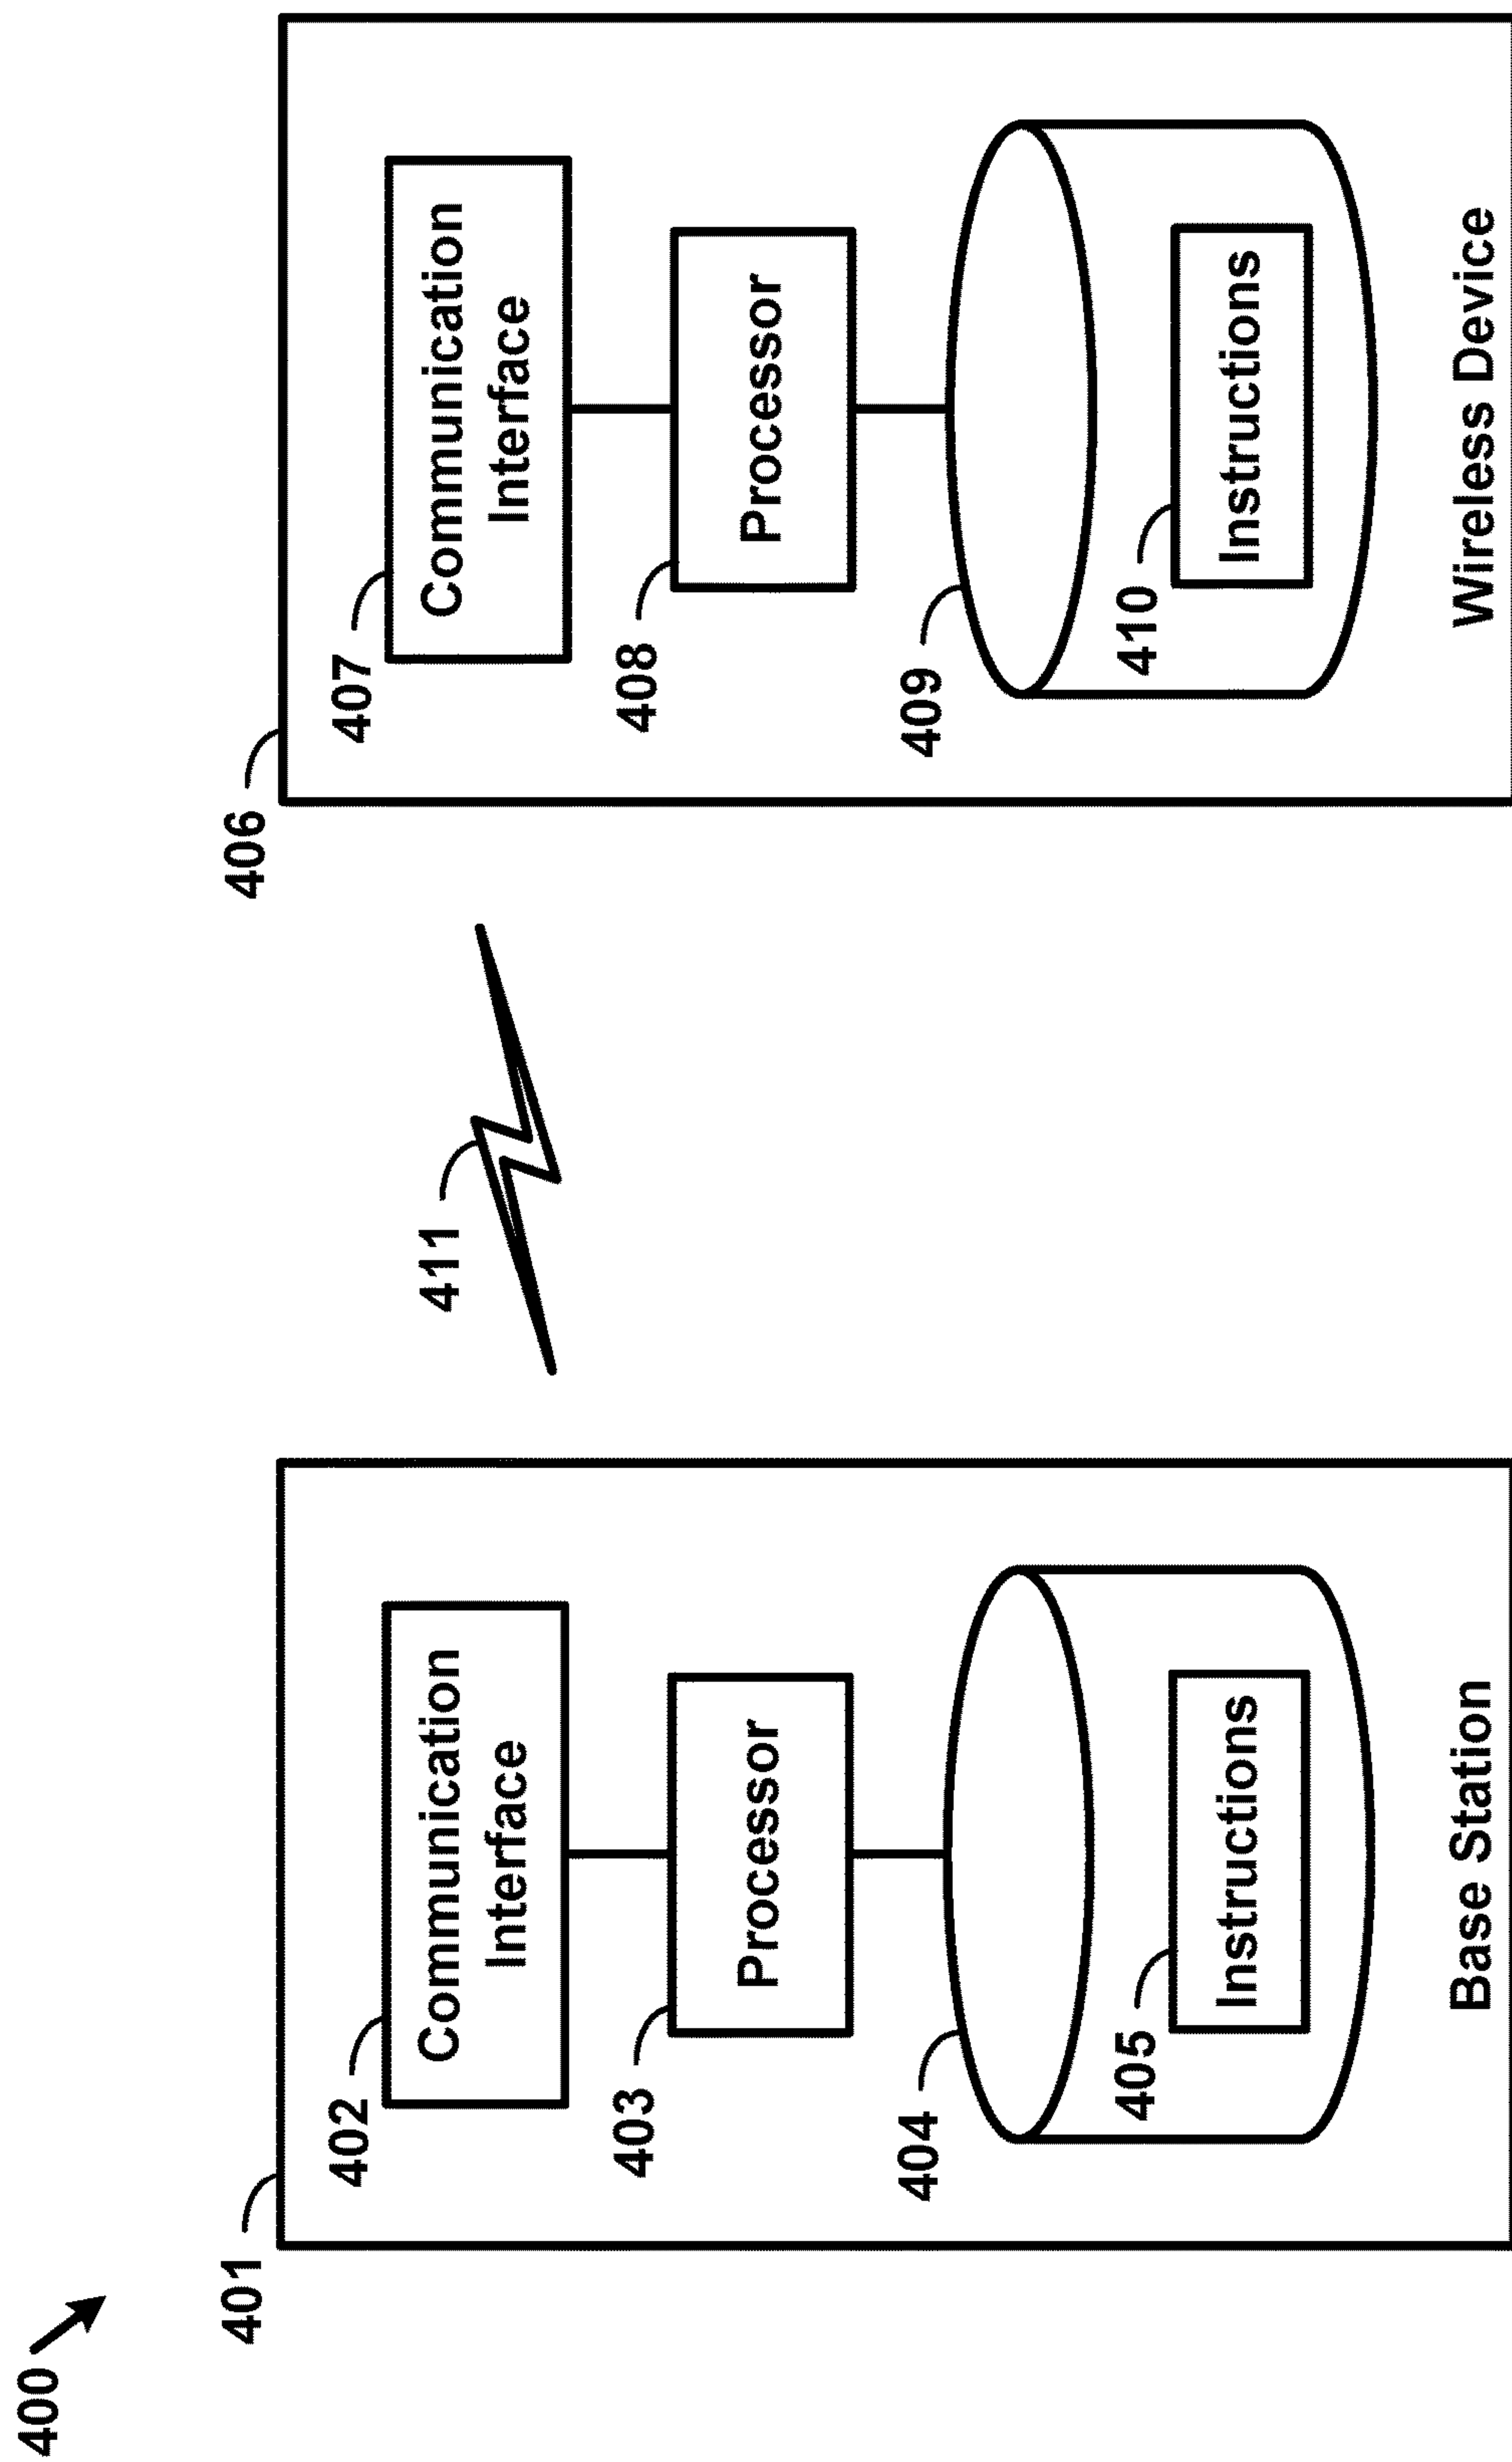 400
401
402
Communication
Interface
403
Processor
404
405
Instructions
Base Station
411
406
407
Communication
Interface
408
Processor
409
410
Instructions
Wireless Device